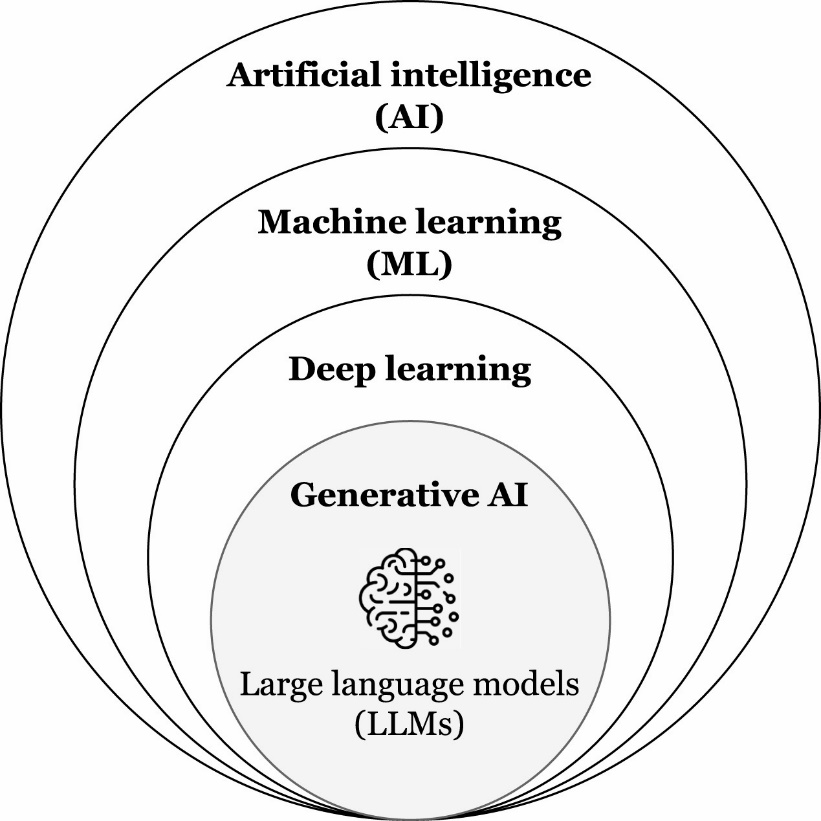 Artificial intelligence
(AI)
Machine learning
(ML)
Deep learning
Generative AI
Large language models
(LLMs)